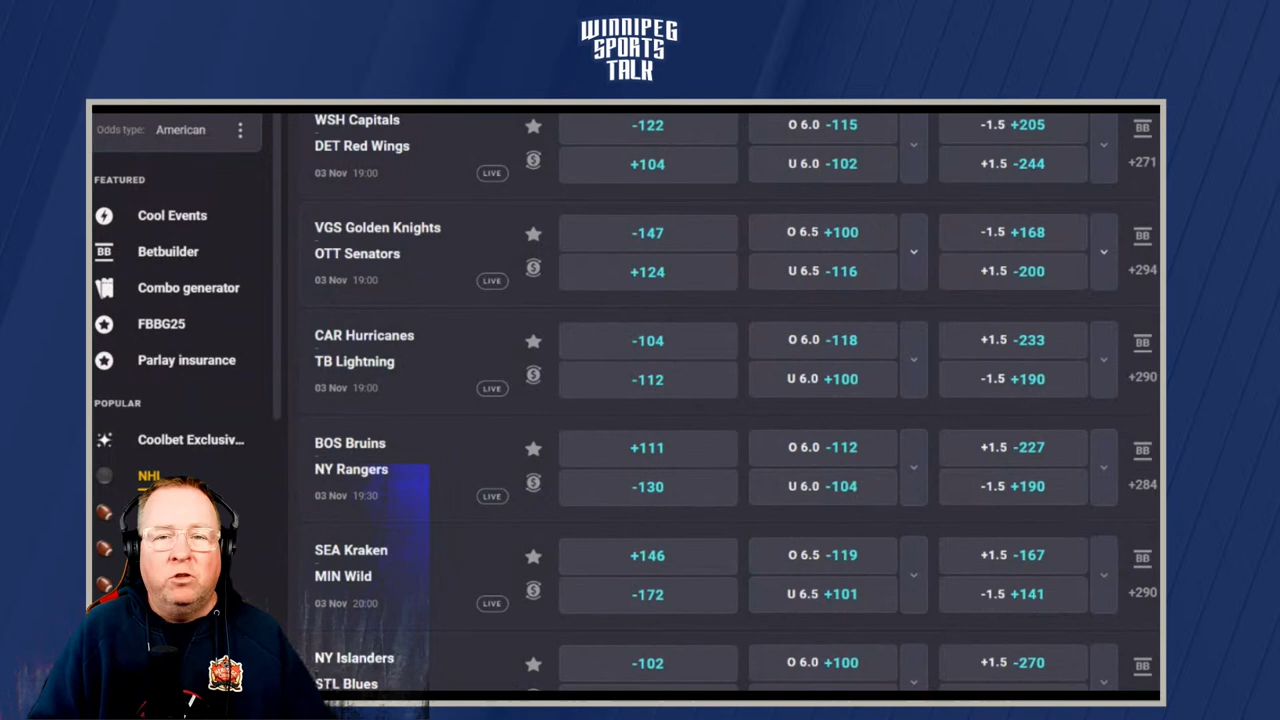 WINNIPEG
SPORTS
TALK
Odds type: American
FEATURED
Cool Events
BB Betbuilder
Combo generator
FBBG25
Parlay insurance
POPULAR
Coolbet Exclusiv...
NHL
WSH Capitals -122 O 6.0 -115 -1.5 +205 BB
DET Red Wings +104 U 6.0 -102 +1.5 -244 +271
03 Nov 19:00 LIVE
VGS Golden Knights -147 O 6.5 +100 -1.5 +168 BB
OTT Senators +124 U 6.5 -116 +1.5 -200 +294
03 Nov 19:00 LIVE
CAR Hurricanes -104 O 6.0 -118 +1.5 -233 BB
TB Lightning -112 U 6.0 +100 -1.5 +190 +290
03 Nov 19:00 LIVE
BOS Bruins +111 O 6.0 -112 +1.5 -227 BB
NY Rangers -130 U 6.0 -104 -1.5 +190 +284
03 Nov 19:30 LIVE
SEA Kraken +146 O 6.5 -119 +1.5 -167 BB
MIN Wild -172 U 6.5 +101 -1.5 +141 +290
03 Nov 20:00 LIVE
NY Islanders -102 O 6.0 +100 +1.5 -270 BB
STL Blues